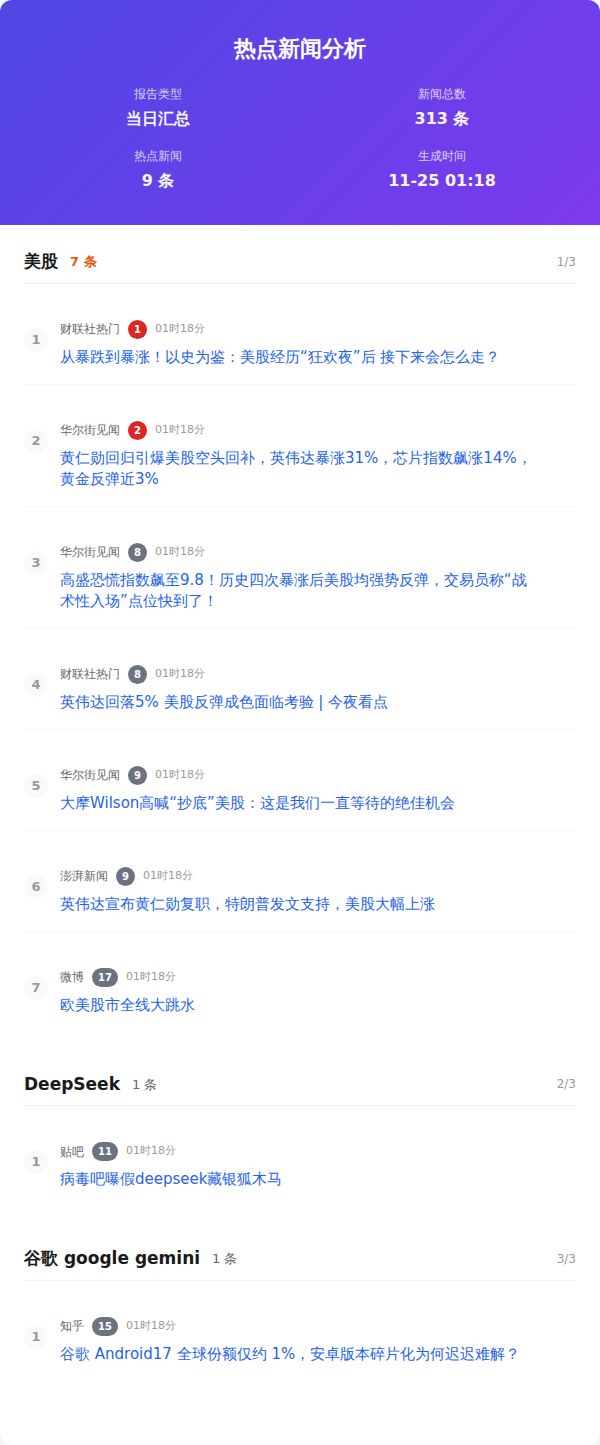 热点新闻分析
报告类型
新闻总数
当日汇总
313 条
热点新闻
生成时间
9 条
11-25 01:18
美股 7 条 1/3
1
财联社热门 1 01时18分
从暴跌到暴涨！以史为鉴：美股经历“狂欢夜”后 接下来会怎么走？
2
华尔街见闻 2 01时18分
黄仁勋回归引爆美股空头回补，英伟达暴涨31%，芯片指数飙涨14%，
黄金反弹近3%
3
华尔街见闻 8 01时18分
高盛恐慌指数飙至9.8！历史四次暴涨后美股均强势反弹，交易员称“战
术性入场”点位快到了！
4
财联社热门 8 01时18分
英伟达回落5% 美股反弹成色面临考验 | 今夜看点
5
华尔街见闻 9 01时18分
大摩Wilson高喊“抄底”美股：这是我们一直等待的绝佳机会
6
澎湃新闻 9 01时18分
英伟达宣布黄仁勋复职，特朗普发文支持，美股大幅上涨
7
微博 17 01时18分
欧美股市全线大跳水
DeepSeek 1 条 2/3
1
贴吧 11 01时18分
病毒吧曝假deepseek藏银狐木马
谷歌 google gemini 1 条 3/3
1
知乎 15 01时18分
谷歌 Android17 全球份额仅约 1%，安卓版本碎片化为何迟迟难解？